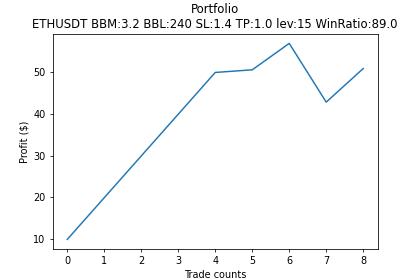 Portfolio
ETHUSDT BBM:3.2 BBL:240 SL:1.4 TP:1.0 lev:15 WinRatio:89.0
50
40
30
20
10
Profit ($)
0 1 2 3 4 5 6 7 8
Trade counts